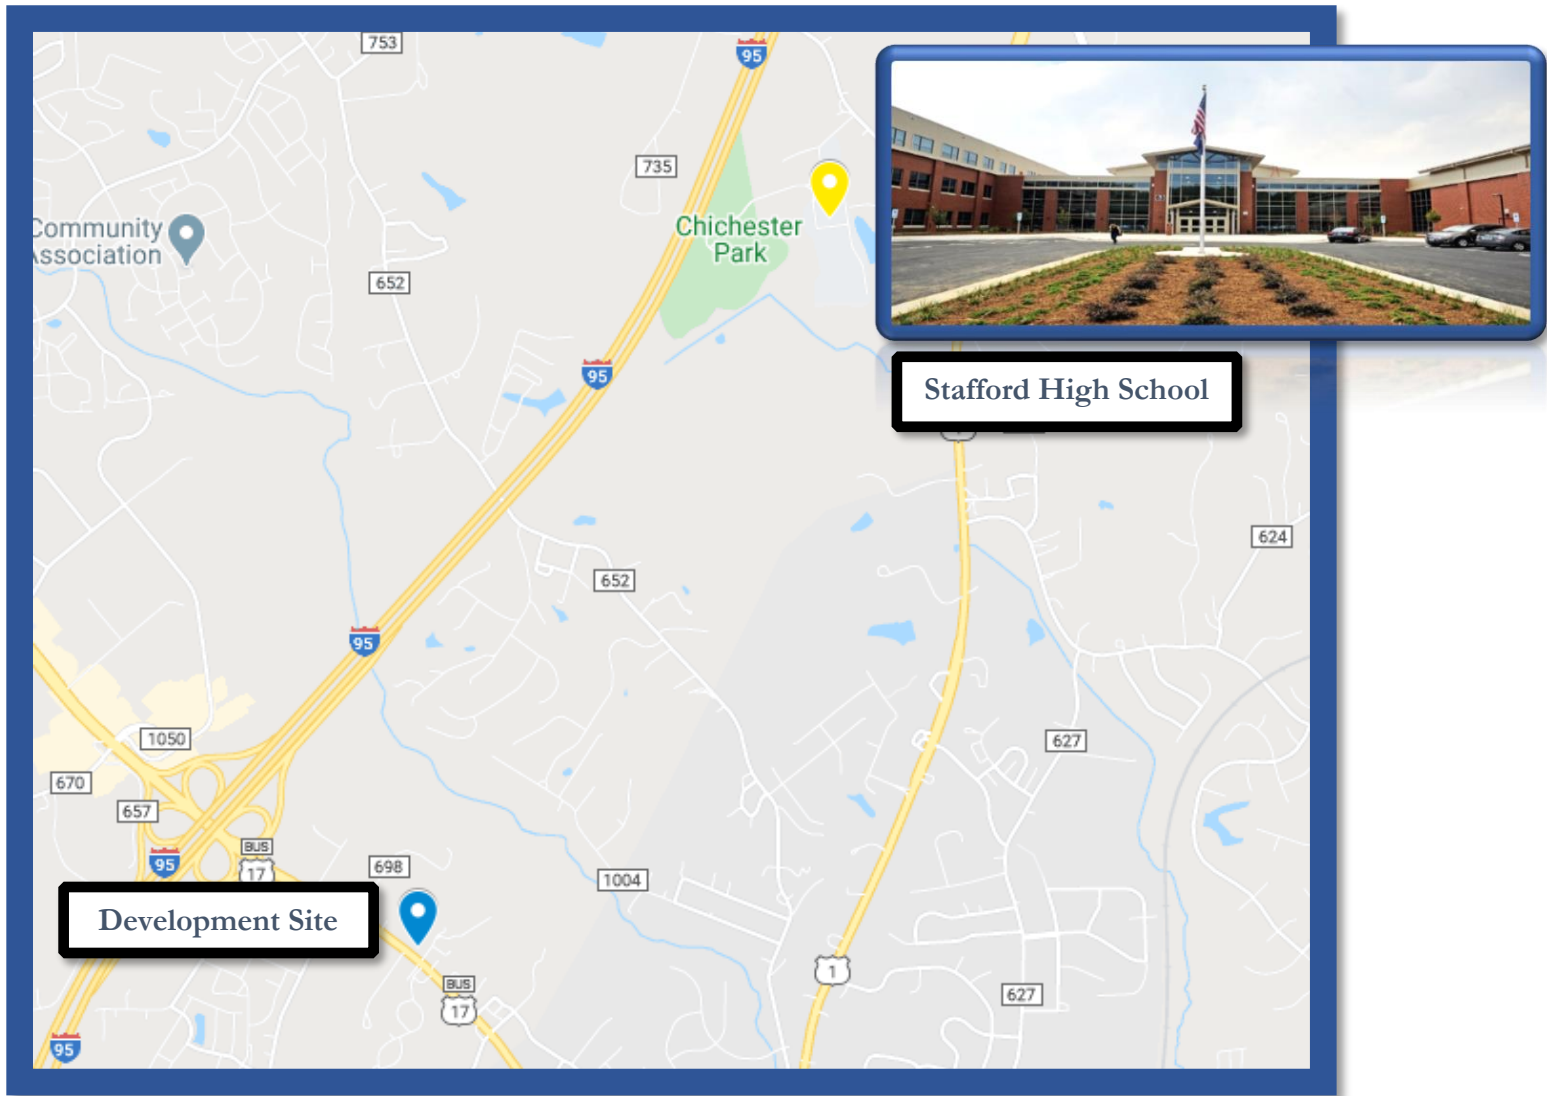 753
95
735
Chichester
Park
Community
Association
652
95
Stafford High School
624
652
95
1050
627
670
657
BUS
17
95
698
1004
Development Site
1
BUS
17
627
95